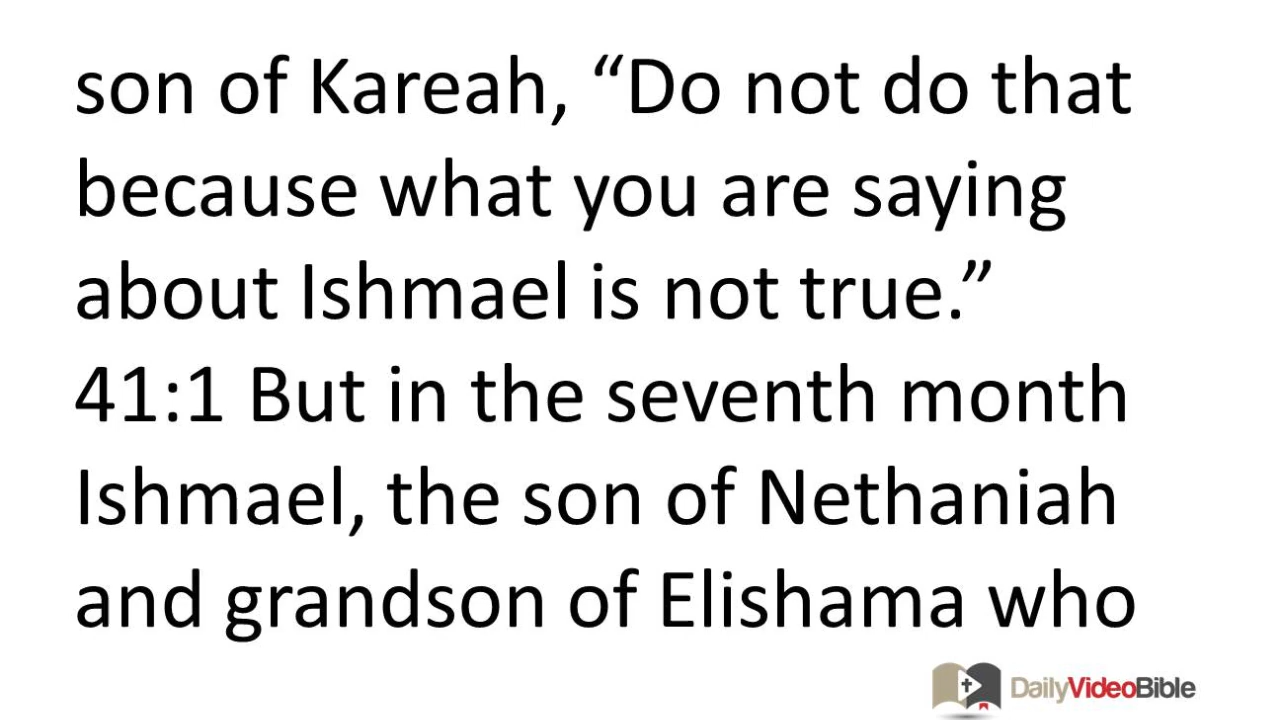 son of Kareah, “Do not do that
because what you are saying
about Ishmael is not true.”
41:1 But in the seventh month
Ishmael, the son of Nethaniah
and grandson of Elishama who
DailyVideoBible